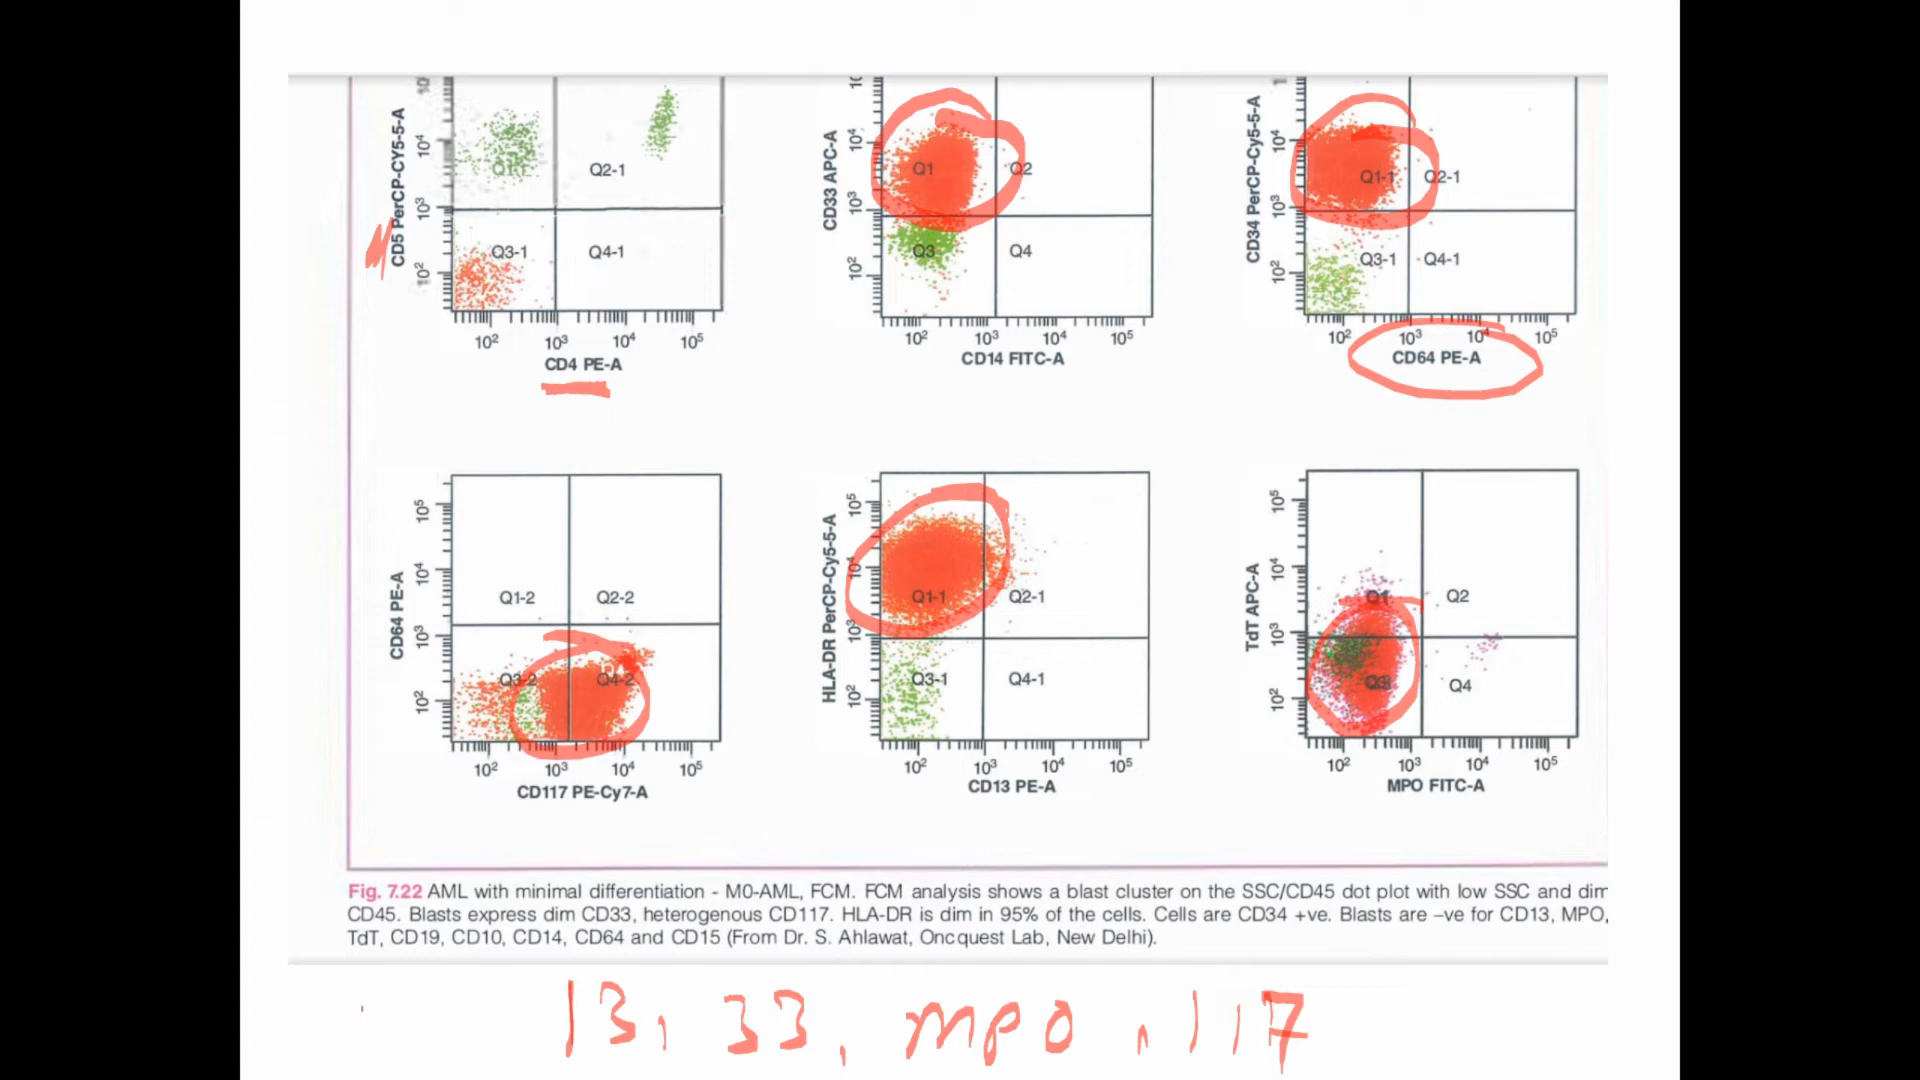 CD5 PerCP-CY5-5-A
10⁴
10³
10²
Q1-1
Q2-1
Q3-1
Q4-1
10² 10³ 10⁴ 10⁵
CD4 PE-A
CD33 APC-A
10⁴
10³
10²
Q1
Q2
Q3
Q4
10² 10³ 10⁴ 10⁵
CD14 FITC-A
CD34 PerCP-Cy5-5-A
10⁴
10³
10²
Q1-1
Q2-1
Q3-1
Q4-1
10² 10³ 10⁴ 10⁵
CD64 PE-A
CD64 PE-A
10⁵
10⁴
10³
10²
Q1-2
Q2-2
Q3-2
Q4-2
10² 10³ 10⁴ 10⁵
CD117 PE-Cy7-A
HLA-DR PerCP-Cy5-5-A
10⁵
10⁴
10³
10²
Q1-1
Q2-1
Q3-1
Q4-1
10² 10³ 10⁴ 10⁵
CD13 PE-A
TdT APC-A
10⁵
10⁴
10³
10²
Q1
Q2
Q3
Q4
10² 10³ 10⁴ 10⁵
MPO FITC-A
Fig. 7.22 AML with minimal differentiation - M0-AML, FCM. FCM analysis shows a blast cluster on the SSC/CD45 dot plot with low SSC and dim
CD45. Blasts express dim CD33, heterogenous CD117. HLA-DR is dim in 95% of the cells. Cells are CD34 +ve. Blasts are –ve for CD13, MPO,
TdT, CD19, CD10, CD14, CD64 and CD15 (From Dr. S. Ahlawat, Oncquest Lab, New Delhi).
13, 33, mpo, 117